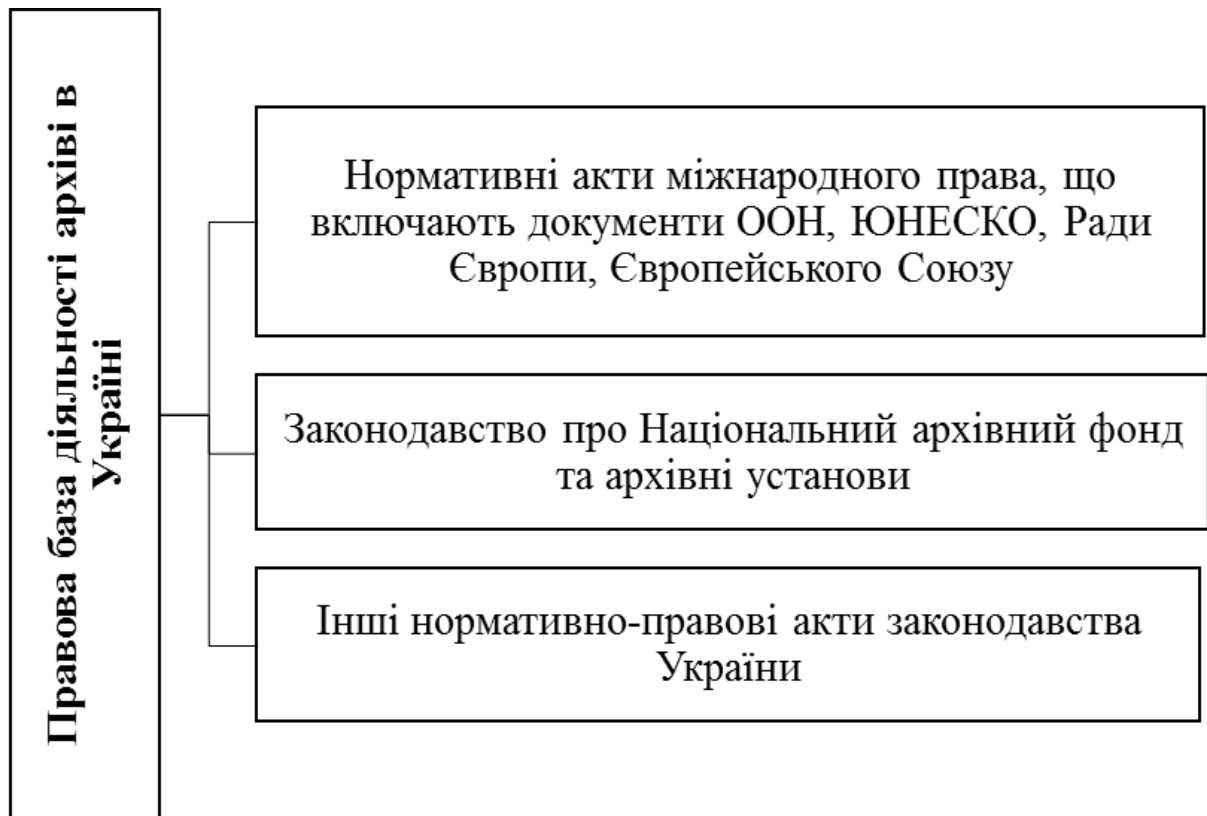 Правова база діяльності архіві в
Україні
Нормативні акти міжнародного права, що
включають документи ООН, ЮНЕСКО, Ради
Європи, Європейського Союзу
Законодавство про Національний архівний фонд
та архівні установи
Інші нормативно-правові акти законодавства
України